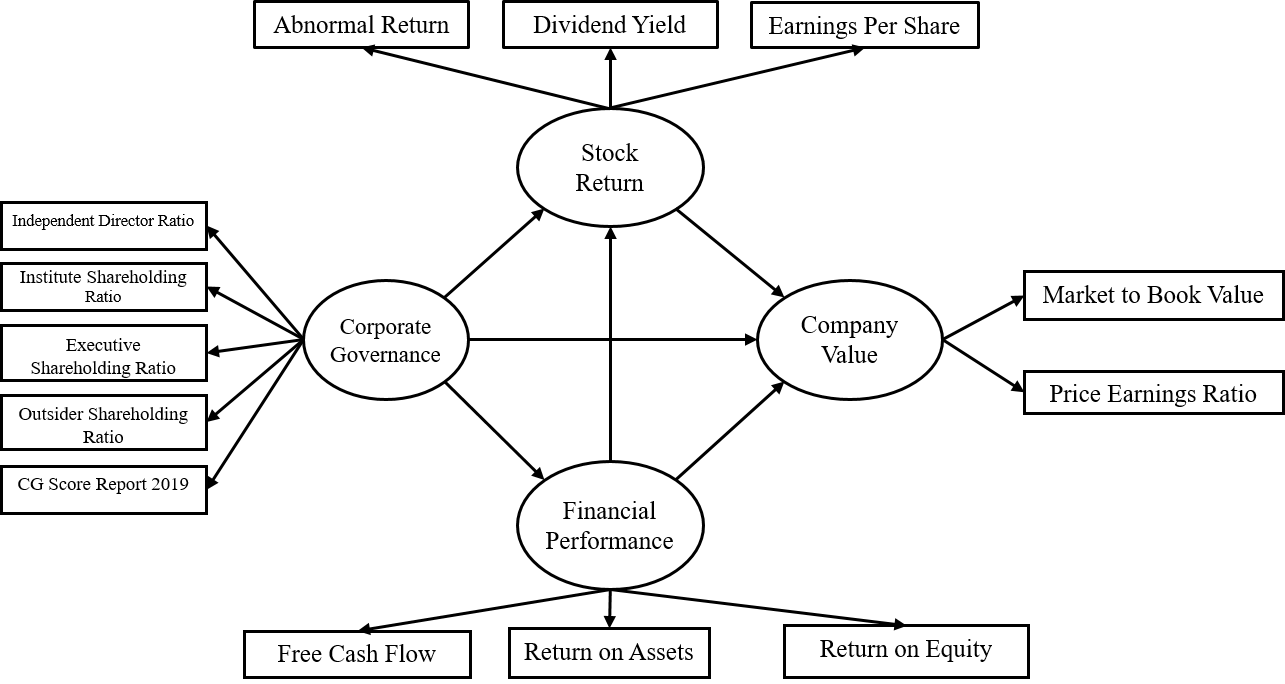 Abnormal Return
Dividend Yield
Earnings Per Share
Stock
Return
Independent Director Ratio
Institute Shareholding
Ratio
Executive
Shareholding Ratio
Outsider Shareholding
Ratio
CG Score Report 2019
Corporate
Governance
Company
Value
Market to Book Value
Price Earnings Ratio
Financial
Performance
Free Cash Flow
Return on Assets
Return on Equity